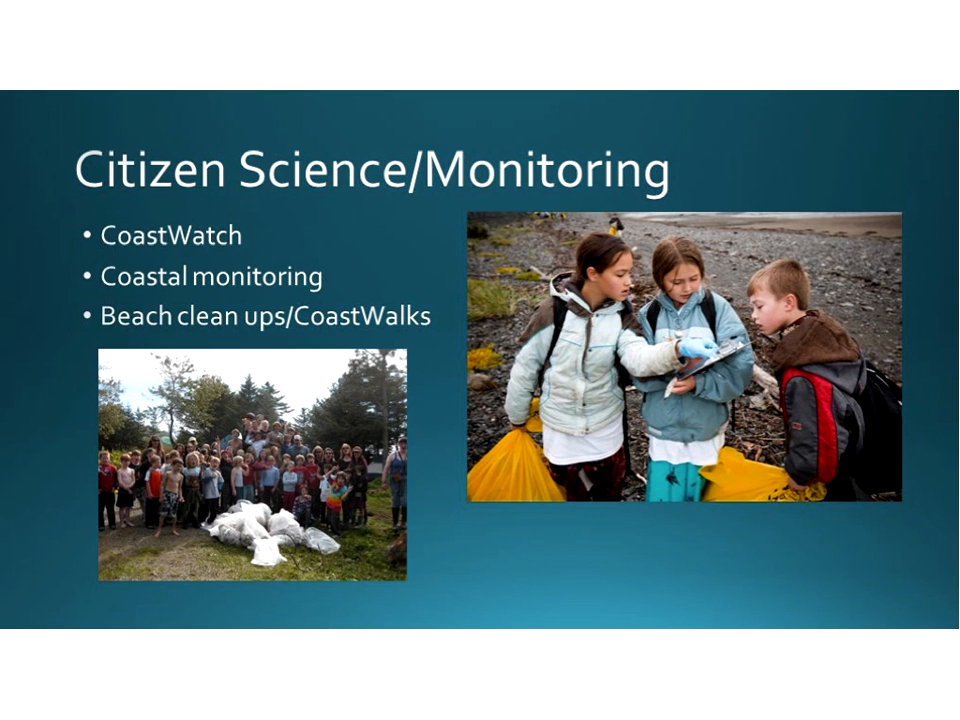 Citizen Science/Monitoring
• CoastWatch
• Coastal monitoring
• Beach clean ups/CoastWalks